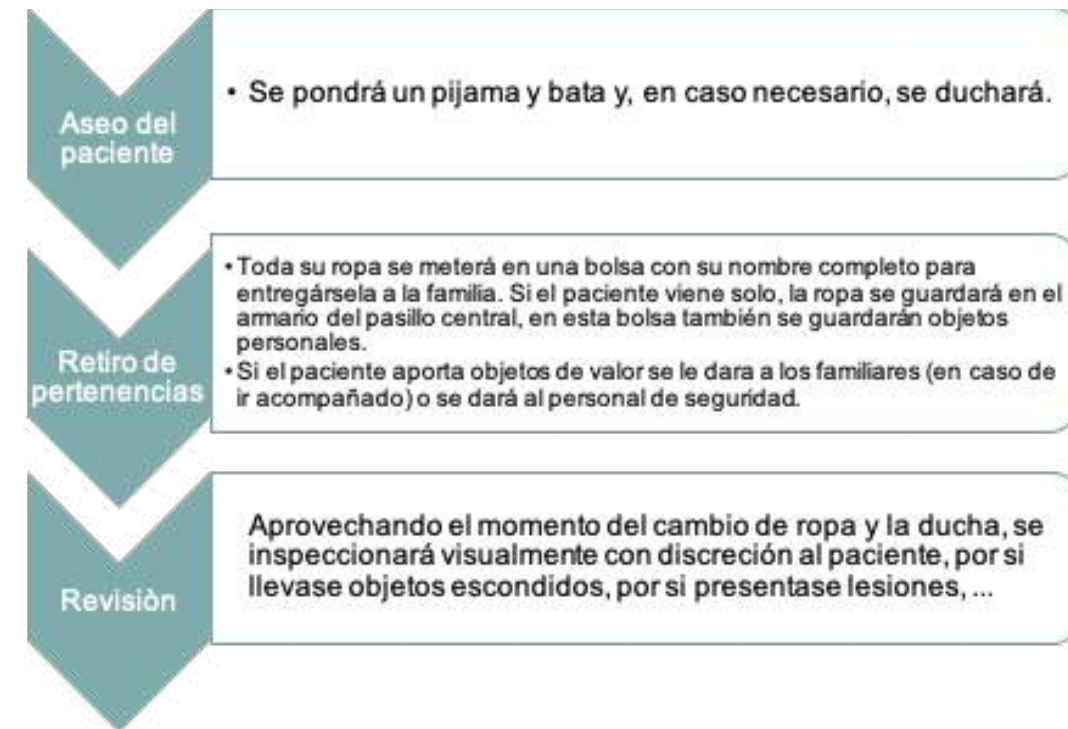 Aseo del
paciente
• Se pondrá un pijama y bata y, en caso necesario, se duchará.
Retiro de
pertenencias
• Toda su ropa se meterá en una bolsa con su nombre completo para
entregársela a la familia. Si el paciente viene solo, la ropa se guardará en el
armario del pasillo central, en esta bolsa también se guardarán objetos
personales.
• Si el paciente aporta objetos de valor se le dara a los familiares (en caso de
ir acompañado) o se dará al personal de seguridad.
Revisiòn
Aprovechando el momento del cambio de ropa y la ducha, se
inspeccionará visualmente con discreción al paciente, por si
llevase objetos escondidos, por si presentase lesiones, ...